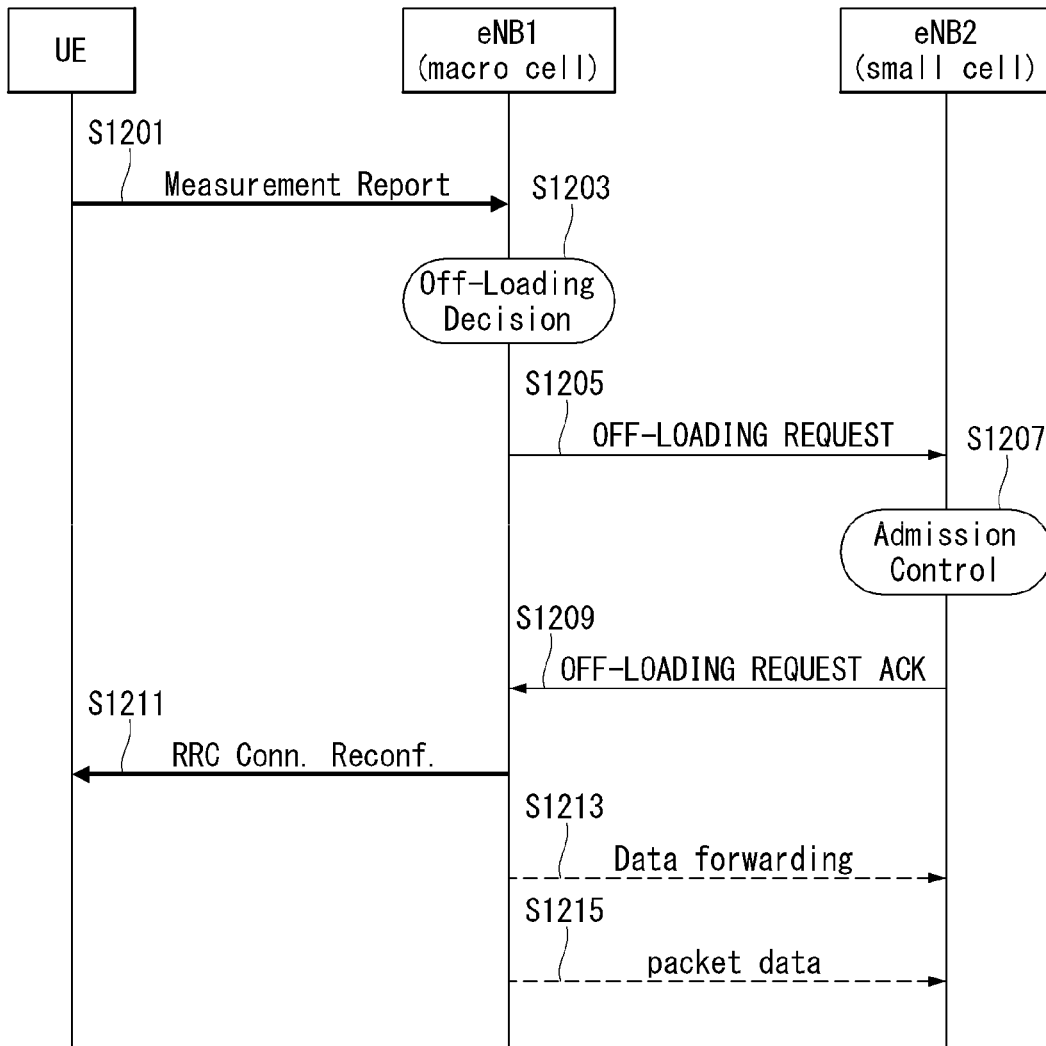 UE
eNB1
(macro cell)
eNB2
(small cell)
S1201
Measurement Report
S1203
Off-Loading
Decision
S1205
OFF-LOADING REQUEST
S1207
Admission
Control
S1209
OFF-LOADING REQUEST ACK
S1211
RRC Conn. Reconf.
S1213
Data forwarding
S1215
packet data